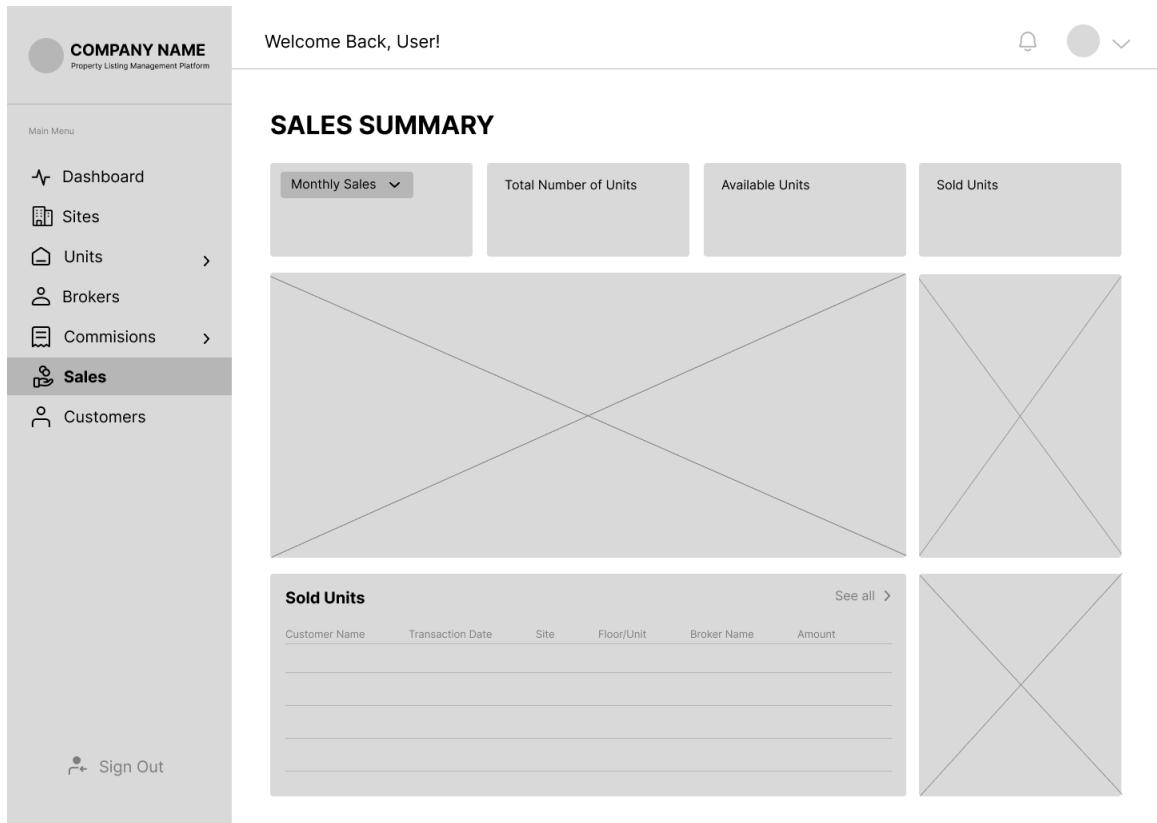 COMPANY NAME
Property Listing Management Platform
Welcome Back, User!
Main Menu
Dashboard
Sites
Units
Brokers
Commisions
Sales
Customers
Sign Out
SALES SUMMARY
Monthly Sales
Total Number of Units
Available Units
Sold Units
Sold Units
See all
Customer Name Transaction Date Site Floor/Unit Broker Name Amount